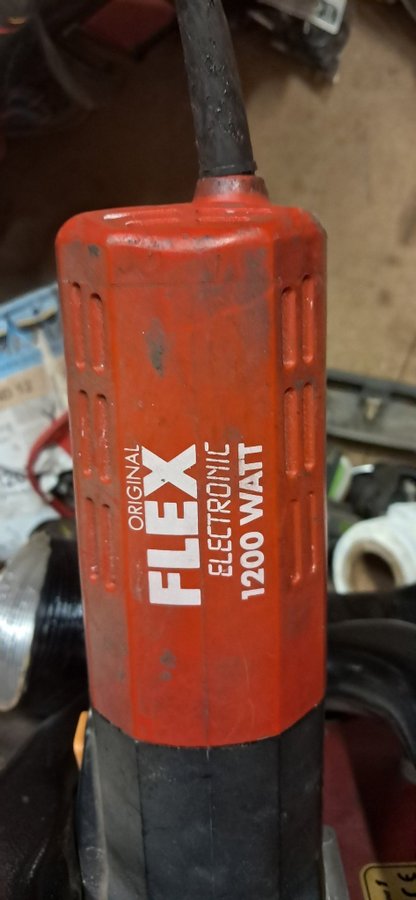 ORIGINAL
FLEX
ELECTRONIC
1200 WATT